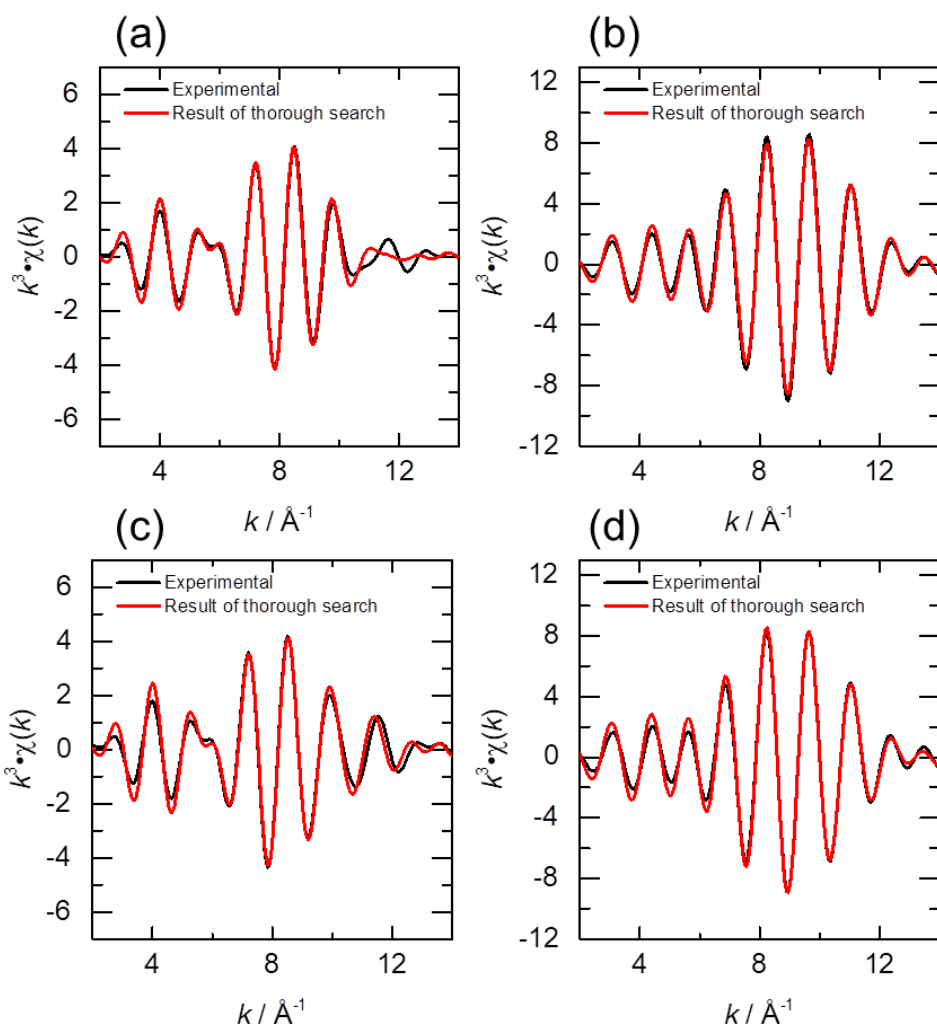 (a)
Experimental
Result of thorough search
6
4
2
0
-2
-4
-6
k³•χ(k)
4 8 12
k / Å⁻¹
(b)
Experimental
Result of thorough search
12
8
4
0
-4
-8
-12
k³•χ(k)
4 8 12
k / Å⁻¹
(c)
Experimental
Result of thorough search
6
4
2
0
-2
-4
-6
k³•χ(k)
4 8 12
k / Å⁻¹
(d)
Experimental
Result of thorough search
12
8
4
0
-4
-8
-12
k³•χ(k)
4 8 12
k / Å⁻¹